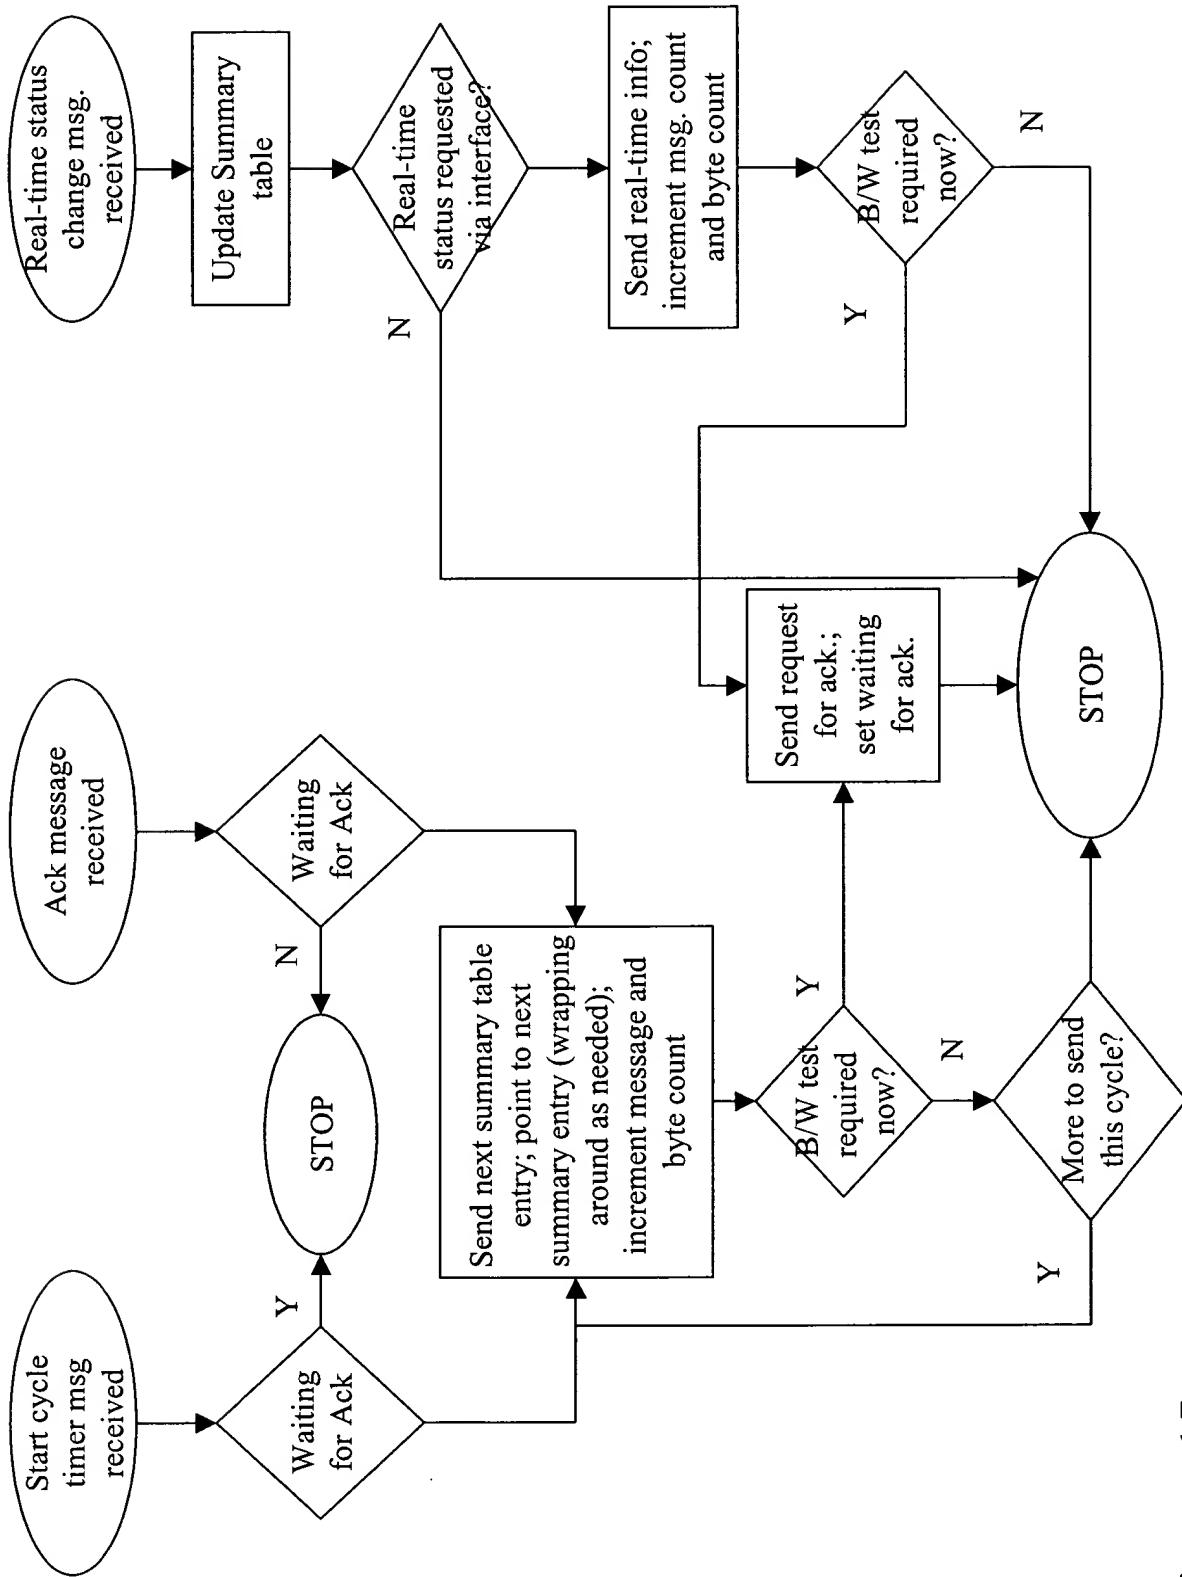 Start cycle
timer msg
received
Waiting
for Ack
Y
STOP
N
Ack message
received
Waiting
for Ack
Send next summary table
entry; point to next
summary entry (wrapping
around as needed);
increment message and
byte count
B/W test
required
now?
Y
N
More to send
this cycle?
Y
Send request
for ack.;
set waiting
for ack.
STOP
Real-time status
change msg.
received
Update Summary
table
Real-time
status requested
via interface?
N
Send real-time info;
increment msg. count
and byte count
B/W test
required
now?
Y
N